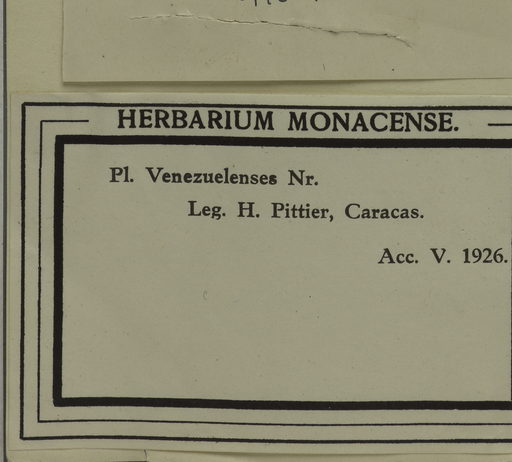 HERBARIUM MONACENSE.
Pl. Venezuelenses Nr.
Leg. H. Pittier, Caracas.
Acc. V. 1926.